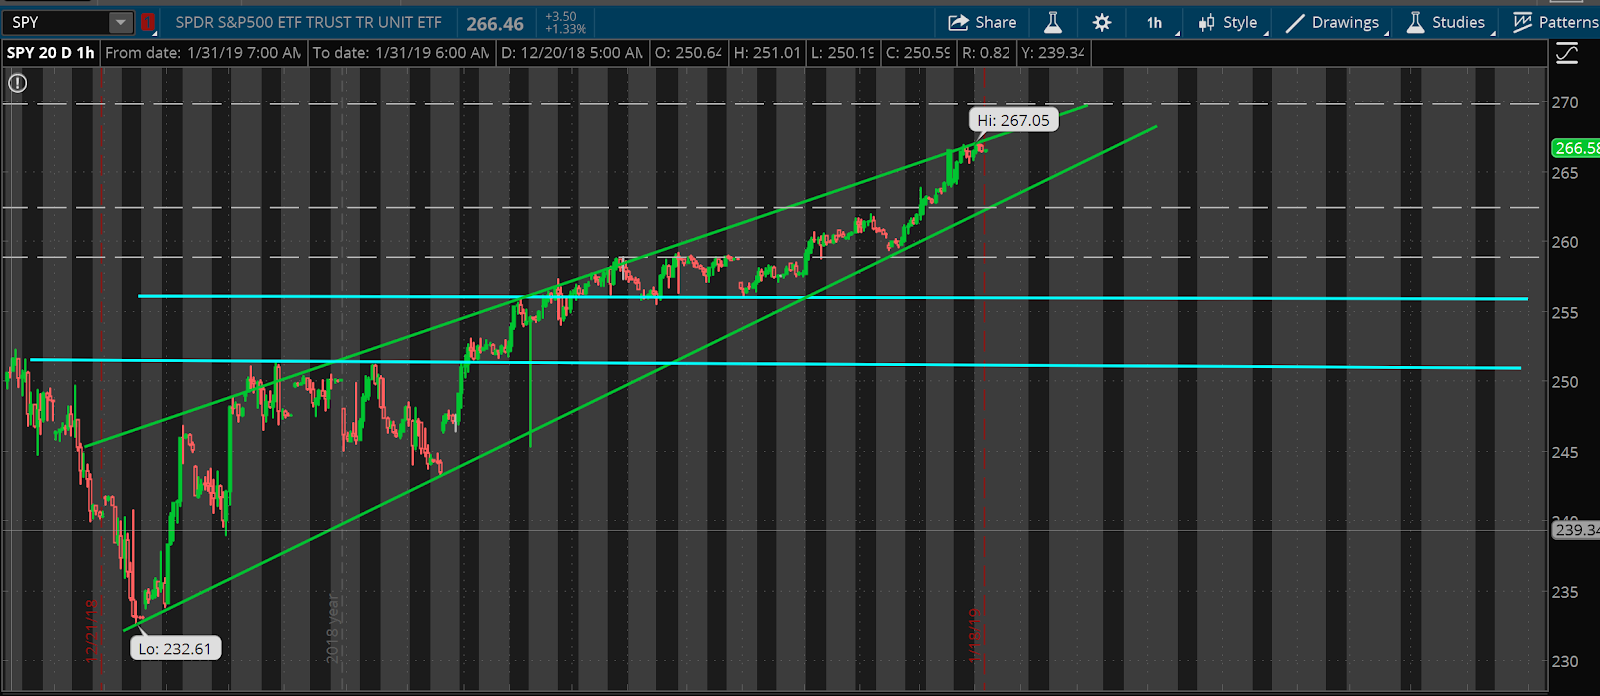 SPY 1 SPDR S&P500 ETF TRUST TR UNIT ETF 266.46 +3.50 +1.33% Share 1h Style Drawings Studies Patterns
SPY 20 D 1h From date: 1/31/19 7:00 AM To date: 1/31/19 6:00 AM D: 12/20/18 5:00 AM O: 250.64 H: 251.01 L: 250.19 C: 250.59 R: 0.82 Y: 239.34
270
Hi: 267.05
266.58
265
260
255
250
245
240
239.34
235
230
12/21/18
2018 year
1/18/19
Lo: 232.61